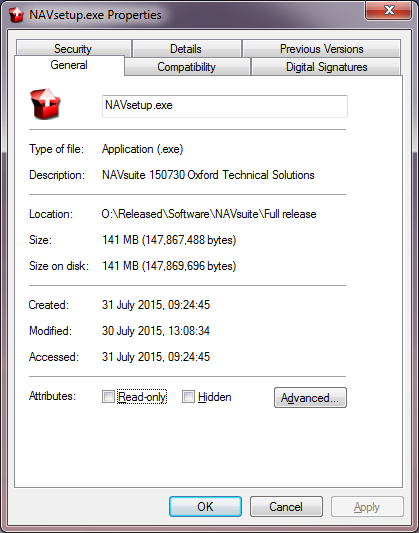 NAVsetup.exe Properties
Security Details Previous Versions
General Compatibility Digital Signatures
NAVsetup.exe
Type of file: Application (.exe)
Description: NAVsuite 150730 Oxford Technical Solutions
Location: O:\Released\Software\NAVsuite\Full release
Size: 141 MB (147,867,488 bytes)
Size on disk: 141 MB (147,869,696 bytes)
Created: 31 July 2015, 09:24:45
Modified: 30 July 2015, 13:08:34
Accessed: 31 July 2015, 09:24:45
Attributes: Read-only Hidden Advanced...
OK Cancel Apply